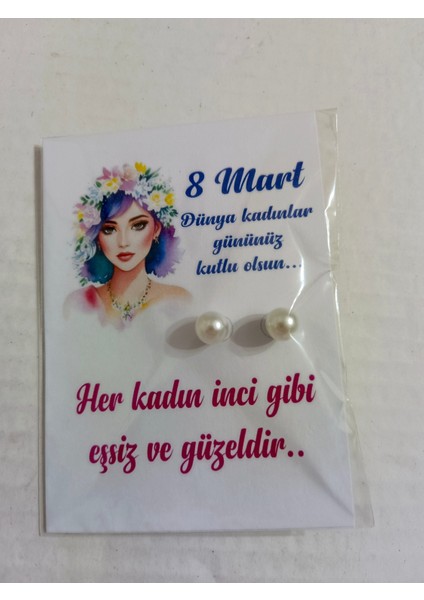 8 Mart
Dünya kadınlar
gününüz
kutlu olsun...
Her kadın inci gibi
eşsiz ve güzeldir..